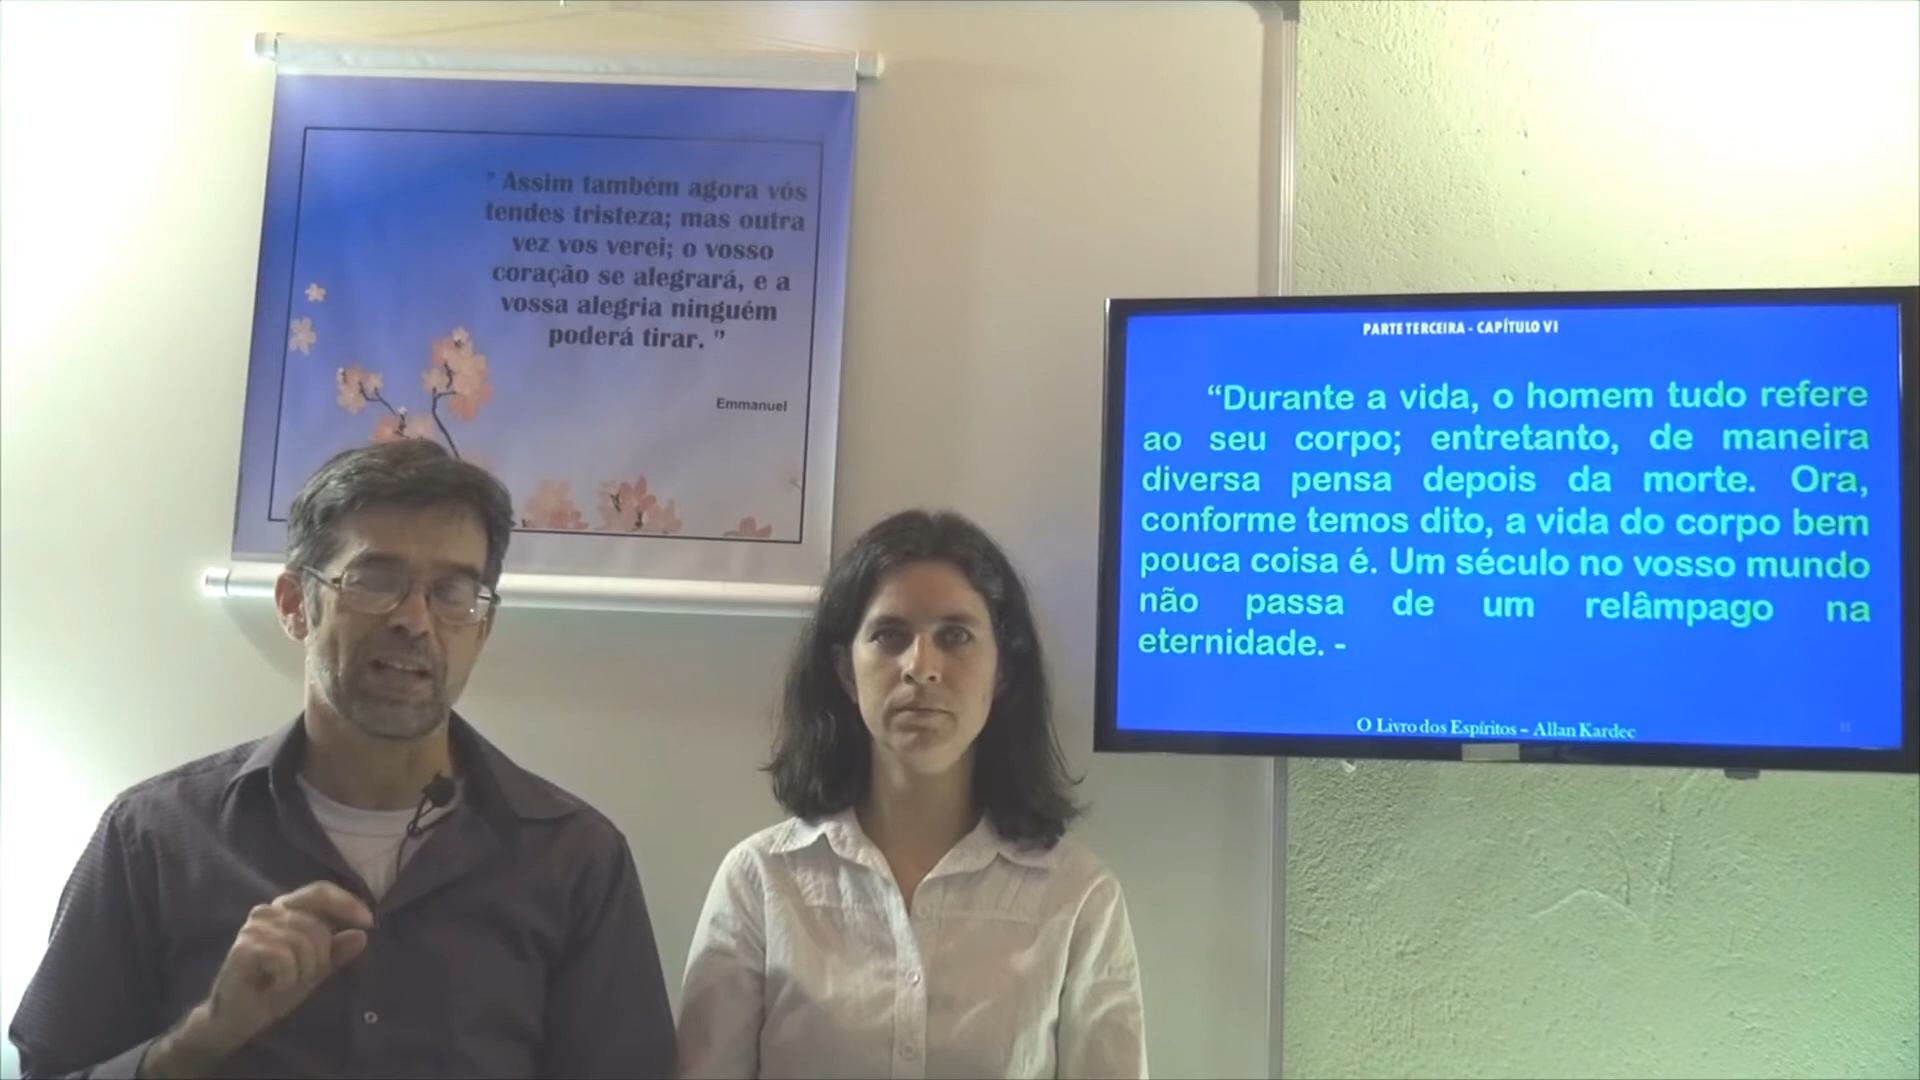 " Assim também agora vós
tendes tristeza; mas outra
vez vos verei; o vosso
coração se alegrará, e a
vossa alegria ninguém
poderá tirar. "
Emmanuel
PARTE TERCEIRA - CAPÍTULO VI
“Durante a vida, o homem tudo refere
ao seu corpo; entretanto, de maneira
diversa pensa depois da morte. Ora,
conforme temos dito, a vida do corpo bem
pouca coisa é. Um século no vosso mundo
não passa de um relâmpago na
eternidade. -
O Livro dos Espíritos – Allan Kardec